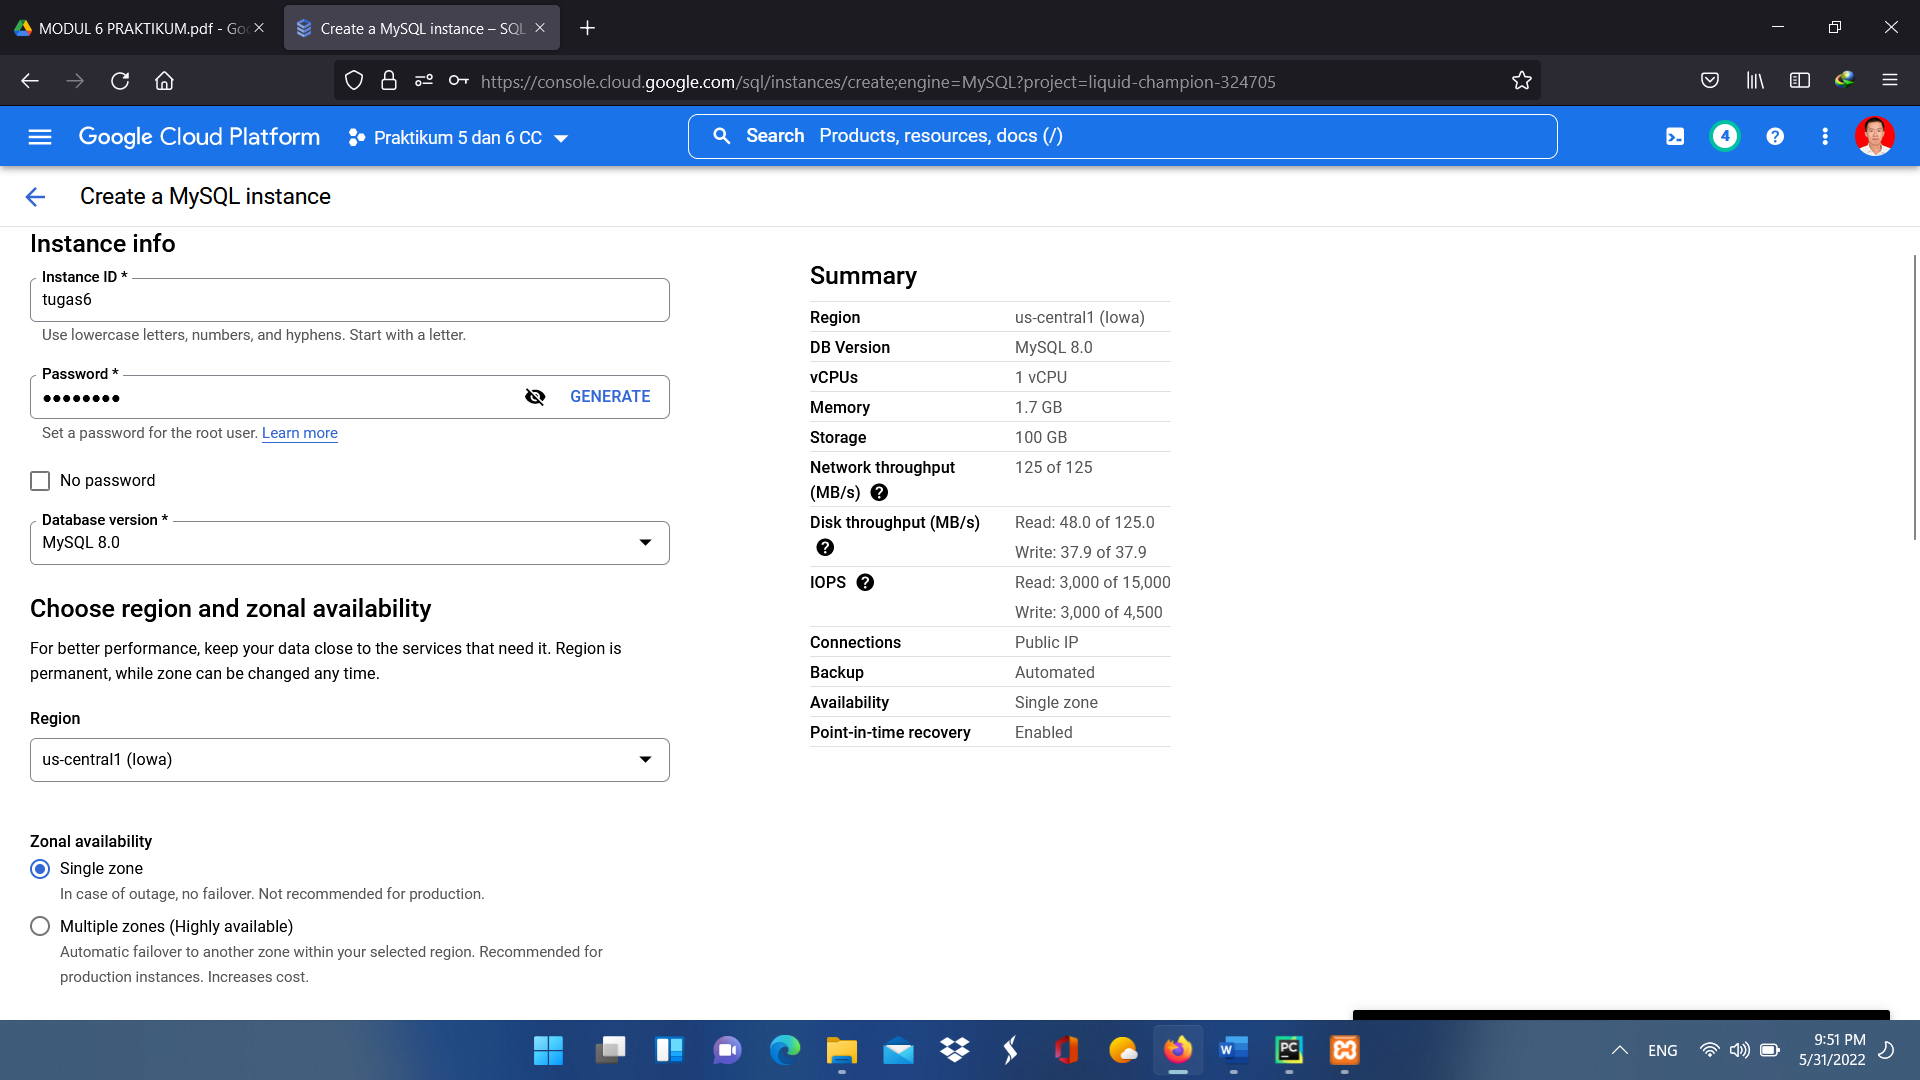 MODUL 6 PRAKTIKUM.pdf - Goo
Create a MySQL instance – SQL
https://console.cloud.google.com/sql/instances/create;engine=MySQL?project=liquid-champion-324705
Google Cloud Platform
Praktikum 5 dan 6 CC
Search Products, resources, docs (/)
4
Create a MySQL instance
Instance info
Instance ID *
tugas6
Use lowercase letters, numbers, and hyphens. Start with a letter.
Password *
••••••••
GENERATE
Set a password for the root user. Learn more
No password
Database version *
MySQL 8.0
Choose region and zonal availability
For better performance, keep your data close to the services that need it. Region is
permanent, while zone can be changed any time.
Region
us-central1 (Iowa)
Zonal availability
Single zone
In case of outage, no failover. Not recommended for production.
Multiple zones (Highly available)
Automatic failover to another zone within your selected region. Recommended for
production instances. Increases cost.
Summary
Region us-central1 (Iowa)
DB Version MySQL 8.0
vCPUs 1 vCPU
Memory 1.7 GB
Storage 100 GB
Network throughput 125 of 125
(MB/s)
Disk throughput (MB/s) Read: 48.0 of 125.0
Write: 37.9 of 37.9
IOPS Read: 3,000 of 15,000
Write: 3,000 of 4,500
Connections Public IP
Backup Automated
Availability Single zone
Point-in-time recovery Enabled
ENG
9:51 PM
5/31/2022